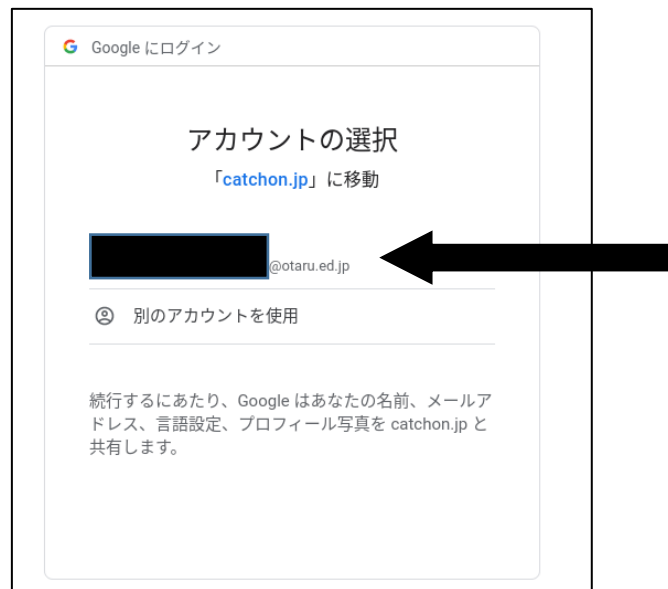 Google にログイン
アカウントの選択
「catchon.jp」に移動
@otaru.ed.jp
別のアカウントを使用
続行するにあたり、Google はあなたの名前、メールア
ドレス、言語設定、プロフィール写真を catchon.jp と
共有します。